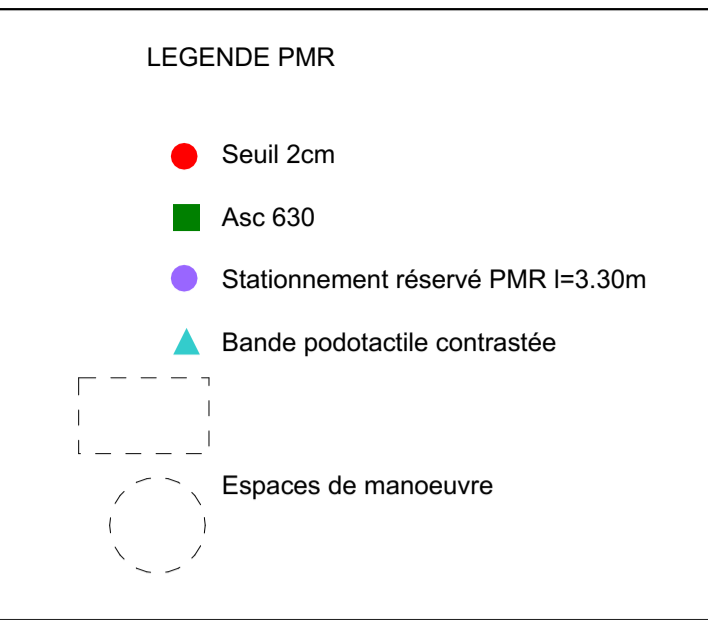 LEGENDE PMR
Seuil 2cm
Asc 630
Stationnement réservé PMR l=3.30m
Bande podotactile contrastée
Espaces de manoeuvre